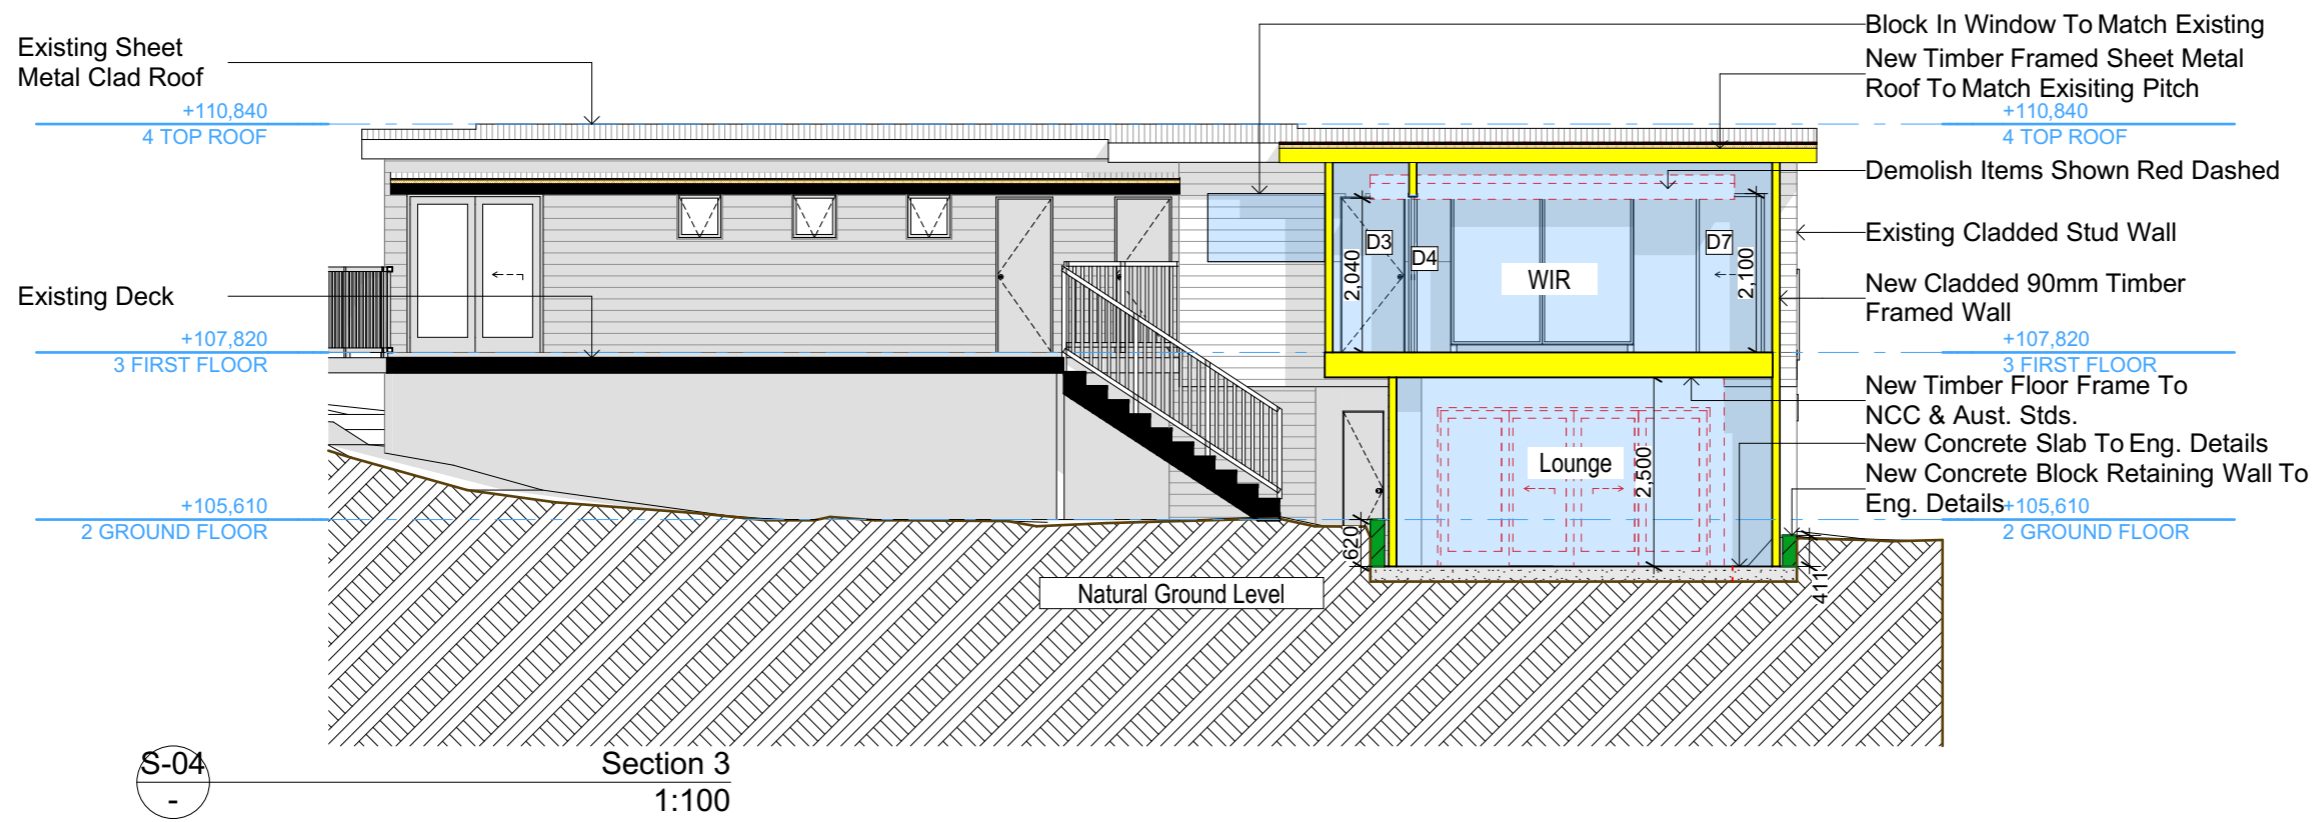 Existing Sheet
Metal Clad Roof
+110,840
4 TOP ROOF
Existing Deck
+107,820
3 FIRST FLOOR
+105,610
2 GROUND FLOOR
Block In Window To Match Existing
New Timber Framed Sheet Metal
Roof To Match Exisiting Pitch
+110,840
4 TOP ROOF
Demolish Items Shown Red Dashed
Existing Cladded Stud Wall
New Cladded 90mm Timber
Framed Wall
+107,820
3 FIRST FLOOR
New Timber Floor Frame To
NCC & Aust. Stds.
New Concrete Slab To Eng. Details
New Concrete Block Retaining Wall To
Eng. Details
+105,610
2 GROUND FLOOR
D3
D4
D7
2,040
WIR
2,100
Lounge
2,500
620
411
Natural Ground Level
S-04
-
Section 3
1:100